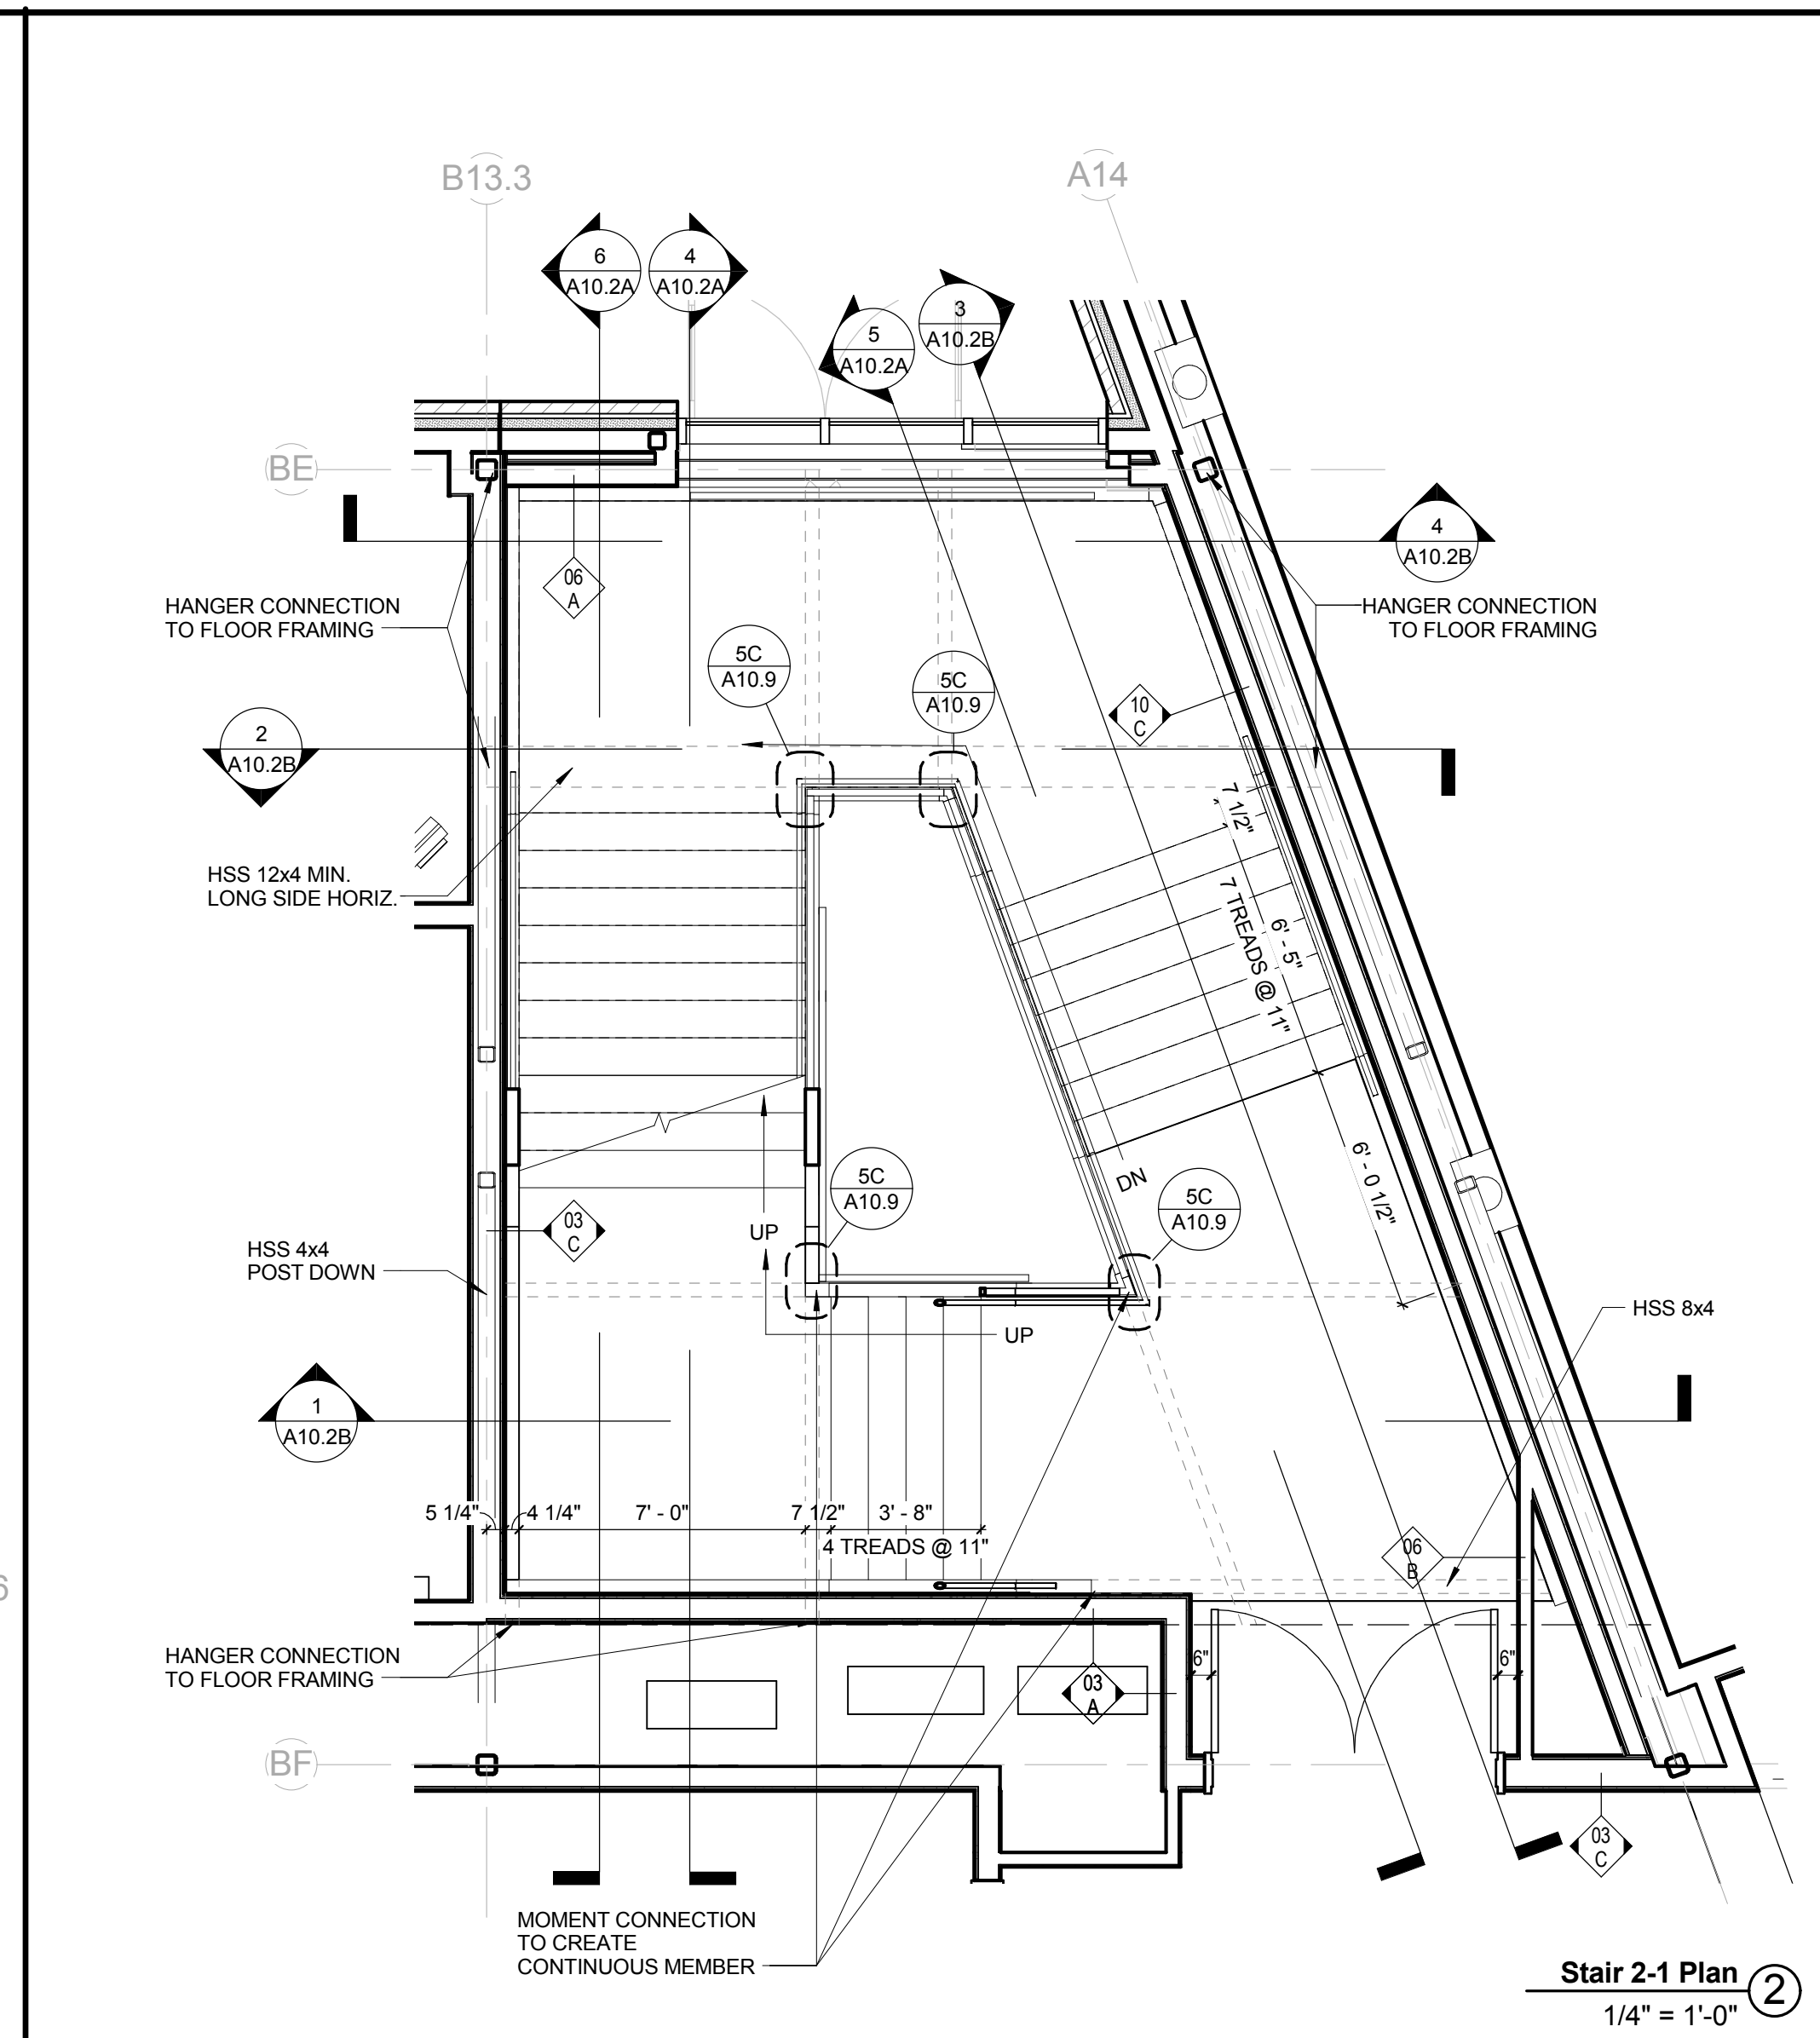 B13.3
A14
6
A10.2A
4
A10.2A
5
A10.2A
3
A10.2B
BE
4
A10.2B
06
A
HANGER CONNECTION
TO FLOOR FRAMING
HANGER CONNECTION
TO FLOOR FRAMING
5C
A10.9
5C
A10.9
10
C
2
A10.2B
7 1/2"
HSS 12x4 MIN.
LONG SIDE HORIZ.
6' - 5"
7 TREADS @ 11"
6' - 0 1/2"
DN
5C
A10.9
5C
A10.9
03
C
UP
HSS 4x4
POST DOWN
UP
HSS 8x4
1
A10.2B
5 1/4"
4 1/4"
7' - 0"
7 1/2"
3' - 8"
4 TREADS @ 11"
06
B
6
HANGER CONNECTION
TO FLOOR FRAMING
6"
6"
03
A
BF
03
C
MOMENT CONNECTION
TO CREATE
CONTINUOUS MEMBER
Stair 2-1 Plan
2
1/4" = 1'-0"